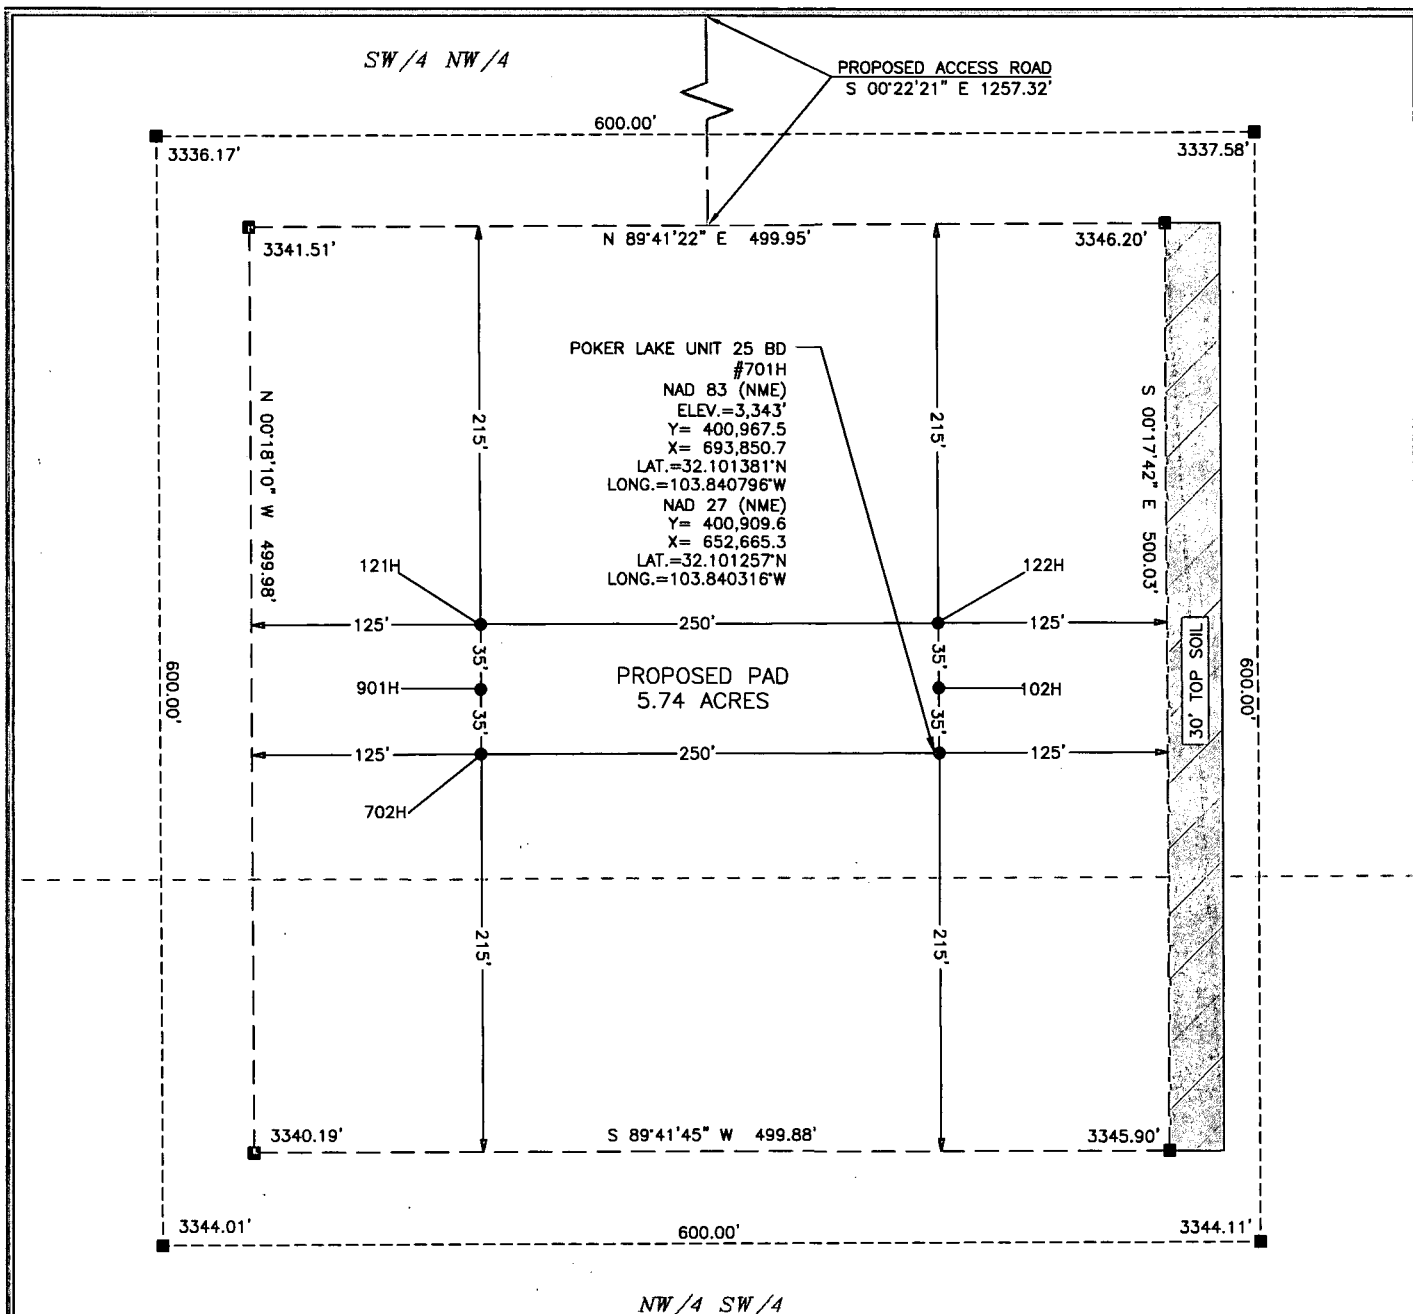 SW/4 NW/4
PROPOSED ACCESS ROAD
S 00°22'21" E 1257.32'
600.00'
3336.17'
3337.58'
3341.51'
N 89°41'22" E 499.95'
3346.20'
POKER LAKE UNIT 25 BD
#701H
NAD 83 (NME)
ELEV.=3,343'
Y= 400,967.5
X= 693,850.7
LAT.=32.101381°N
LONG.=103.840796°W
NAD 27 (NME)
Y= 400,909.6
X= 652,665.3
LAT.=32.101257°N
LONG.=103.840316°W
N 00°18'10" W 499.98'
215'
215'
S 00°17'42" E 500.03'
121H
122H
125'
250'
125'
35'
35'
901H
PROPOSED PAD
5.74 ACRES
102H
35'
35'
600.00'
30' TOP SOIL
600.00'
125'
250'
125'
702H
215'
215'
3340.19'
S 89°41'45" W 499.88'
3345.90'
3344.01'
600.00'
3344.11'
NW/4 SW/4